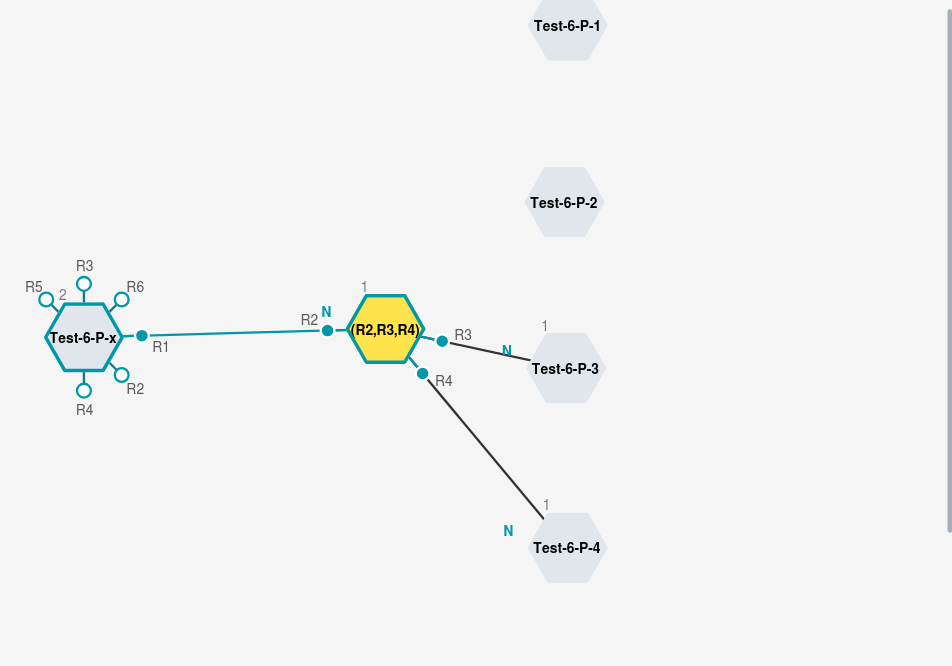 Test-6-P-1
Test-6-P-2
R3
R5
2
R6
Test-6-P-x
R1
R2
R4
1
N
R2
(R2,R3,R4)
R3
R4
1
N
Test-6-P-3
1
N
Test-6-P-4